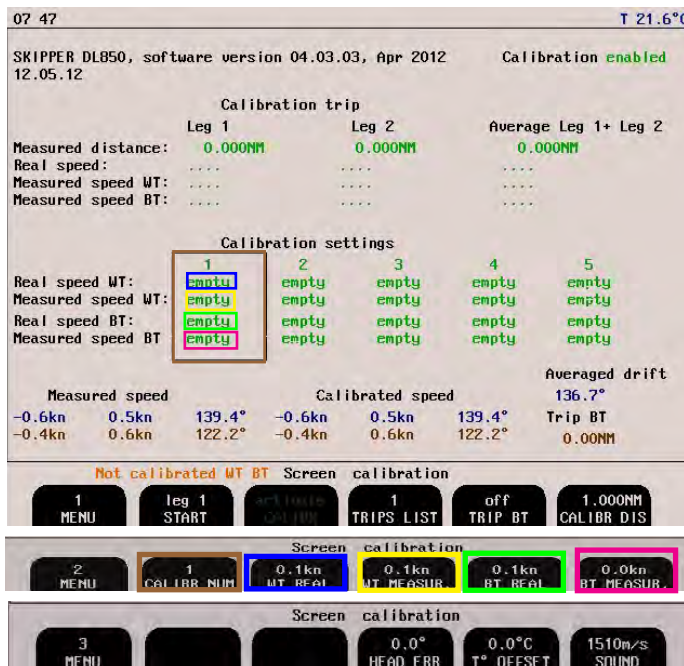 07 47 T 21.6°C
SKIPPER DL850, software version 04.03.03, Apr 2012 Calibration enabled
12.05.12
Calibration trip
Leg 1 Leg 2 Average Leg 1+ Leg 2
Measured distance: 0.000NM 0.000NM 0.000NM
Real speed: .... .... ....
Measured speed WT: .... .... ....
Measured speed BT: .... .... ....
Calibration settings
1 2 3 4 5
Real speed WT: empty empty empty empty empty
Measured speed WT: empty empty empty empty empty
Real speed BT: empty empty empty empty empty
Measured speed BT empty empty empty empty empty
Averaged drift
Measured speed Calibrated speed 136.7°
-0.6kn 0.5kn 139.4° -0.6kn 0.5kn 139.4° Trip BT
-0.4kn 0.6kn 122.2° -0.4kn 0.6kn 122.2° 0.00NM
Not calibrated WT BT Screen calibration
1 leg 1 1 off 1.000NM
MENU START TRIPS LIST TRIP BT CALIBR DIS
Screen calibration
2 1 0.1kn 0.1kn 0.1kn 0.0kn
MENU CALIBR NUM WT REAL WT MEASUR. BT REAL BT MEASUR.
Screen calibration
3 0.0° 0.0°C 1510m/s
MENU HEAD ERR T° OFFSET SOUND